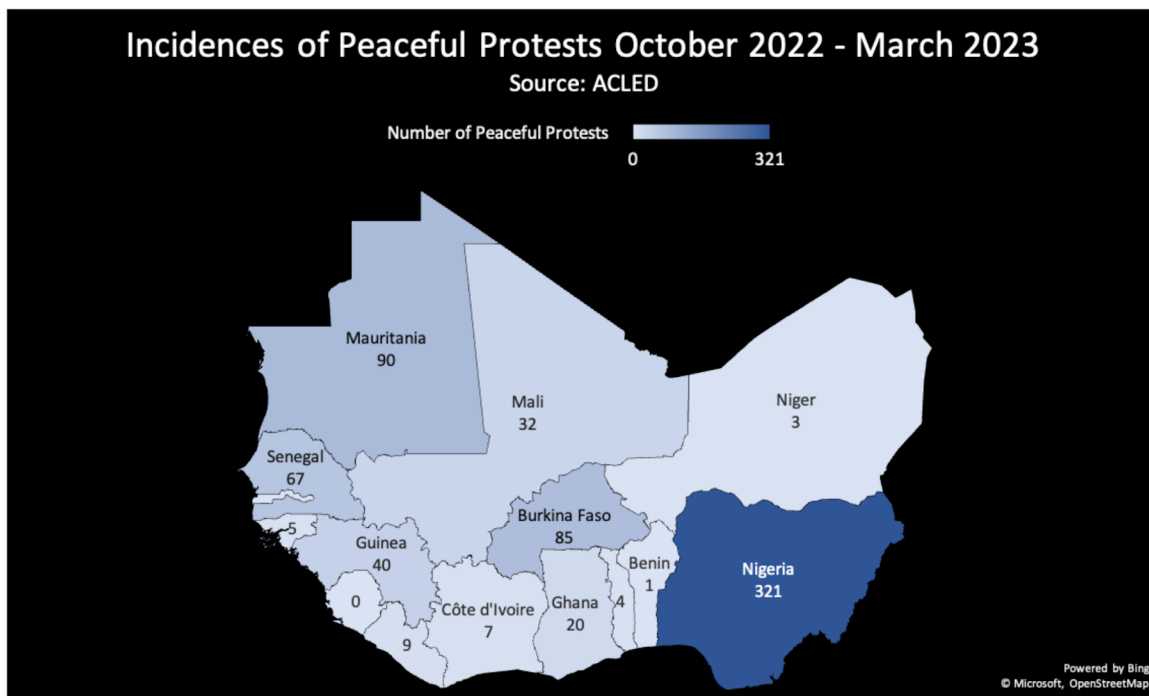 Incidences of Peaceful Protests October 2022 - March 2023
Source: ACLED
Number of Peaceful Protests
0
321
Mauritania
90
Mali
32
Niger
3
Senegal
67
5
Guinea
40
Burkina Faso
85
Benin
1
Nigeria
321
0
9
Côte d'Ivoire
7
Ghana
20
4
Powered by Bing
© Microsoft, OpenStreetMap